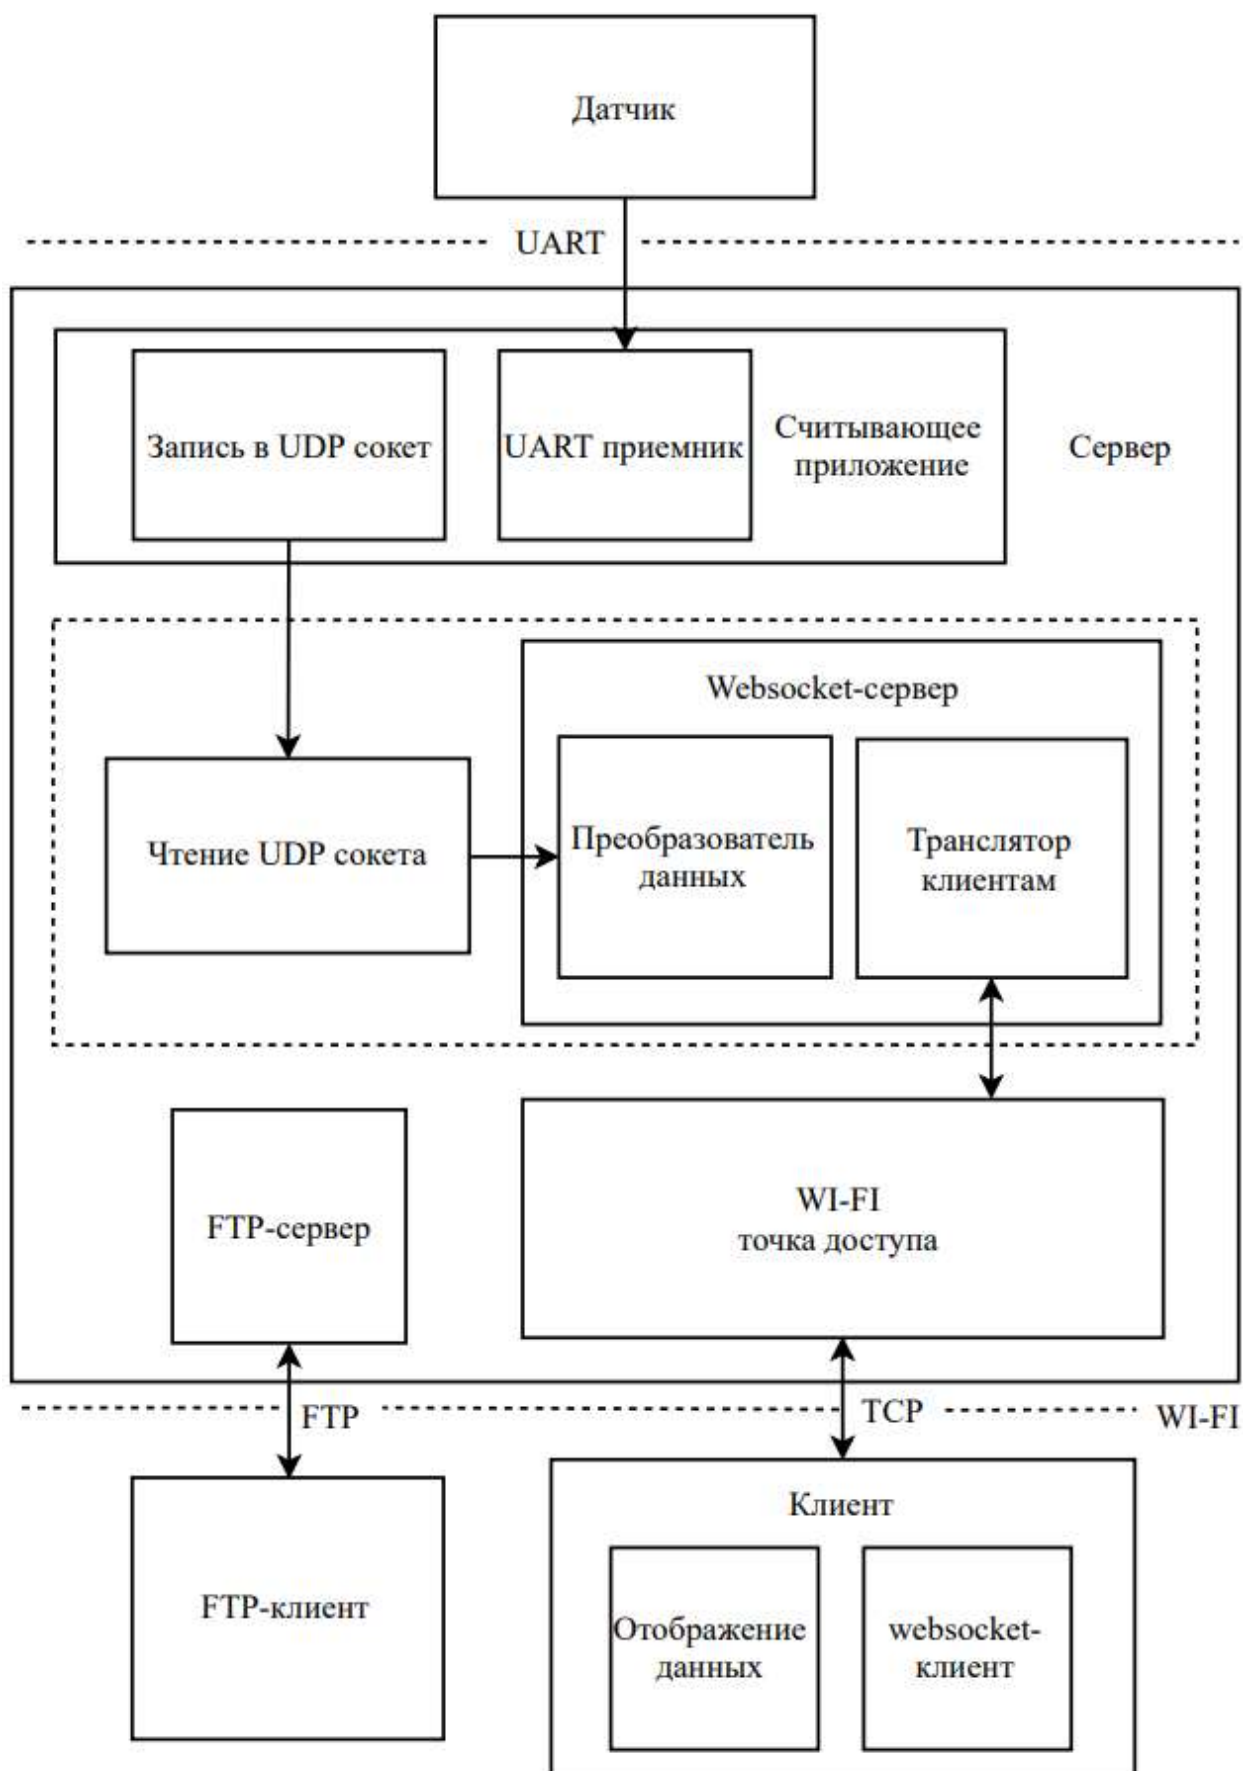 Датчик
UART
Запись в UDP сокет
UART приемник
Считывающее
приложение
Сервер
Websocket-сервер
Чтение UDP сокета
Преобразователь
данных
Транслятор
клиентам
FTP-сервер
WI-FI
точка доступа
FTP
TCP
WI-FI
FTP-клиент
Клиент
Отображение
данных
websocket-
клиент